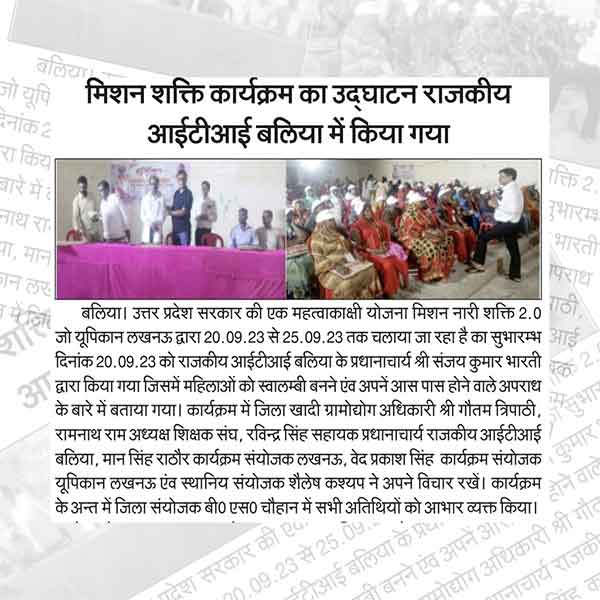 मिशन शक्ति कार्यक्रम का उद्घाटन राजकीय
आईटीआई बलिया में किया गया
बलिया। उत्तर प्रदेश सरकार की एक महत्वाकाक्षी योजना मिशन नारी शक्ति 2.0
जो यूपिकान लखनऊ द्वारा 20.09.23 से 25.09.23 तक चलाया जा रहा है का सुभारम्भ
दिनांक 20.09.23 को राजकीय आईटीआई बलिया के प्रधानाचार्य श्री संजय कुमार भारती
द्वारा किया गया जिसमें महिलाओं को स्वालम्बी बनने एंव अपनें आस पास होने वाले अपराध
के बारे में बताया गया। कार्यक्रम में जिला खादी ग्रामोद्योग अधिकारी श्री गौतम त्रिपाठी,
रामनाथ राम अध्यक्ष शिक्षक संघ, रविन्द्र सिंह सहायक प्रधानाचार्य राजकीय आईटीआई
बलिया, मान सिंह राठौर कार्यक्रम संयोजक लखनऊ, वेद प्रकाश सिंह कार्यक्रम संयोजक
यूपिकान लखनऊ एंव स्थानिय संयोजक शैलेष कश्यप ने अपने विचार रखें। कार्यक्रम
के अन्त में जिला संयोजक बी0 एस0 चौहान में सभी अतिथियों को आभार व्यक्त किया।